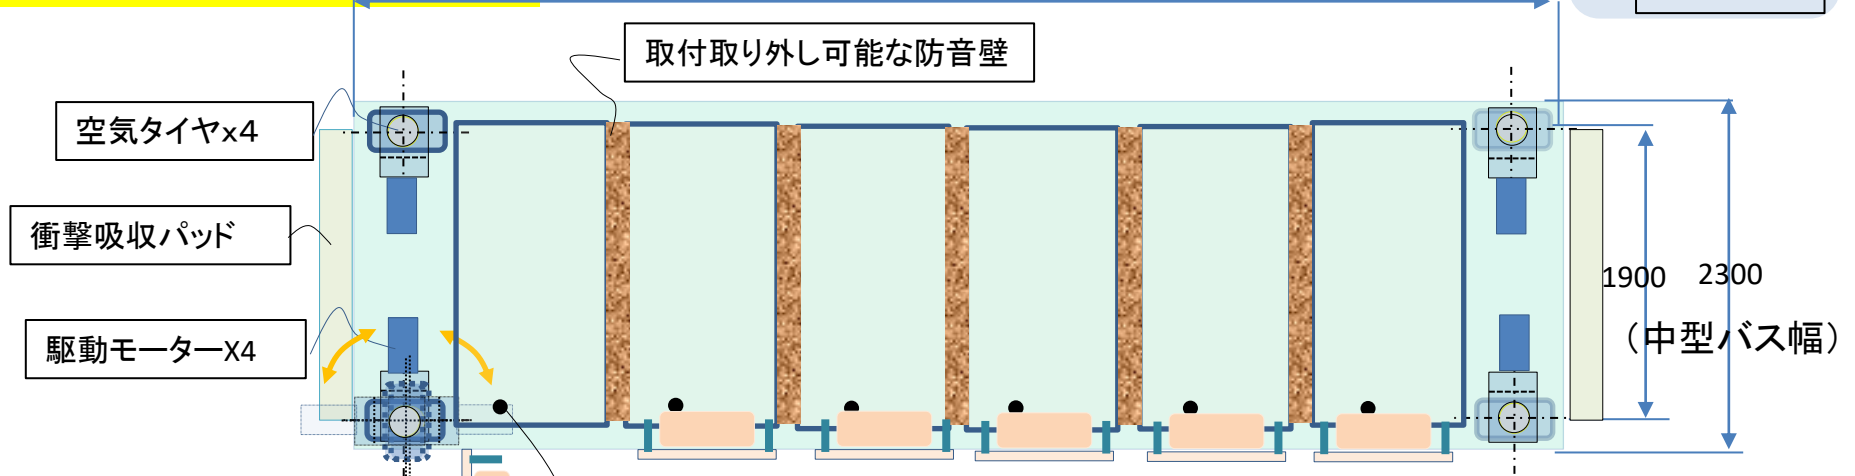 取付取り外し可能な防音壁
空気タイヤx4
衝撃吸収パッド
1900
2300
（中型バス幅）
駆動モーターX4